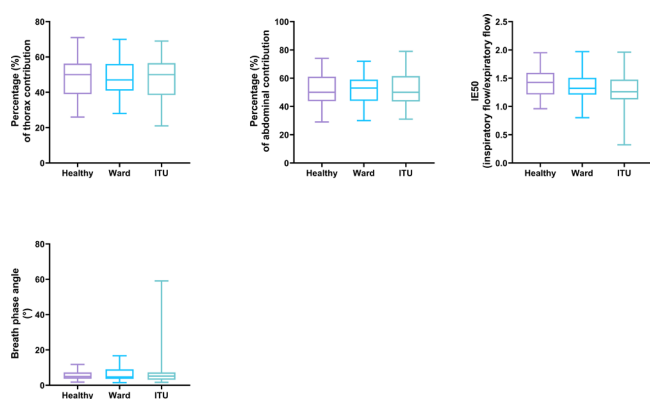 Percentage (%)
of thorax contribution
80
60
40
20
0
Healthy Ward ITU
Percentage (%)
of abdominal contribution
100
80
60
40
20
0
Healthy Ward ITU
IE50
(inspiratory flow/expiratory flow)
2.5
2.0
1.5
1.0
0.5
0.0
Healthy Ward ITU
Breath phase angle
(°)
80
60
40
20
0
Healthy Ward ITU